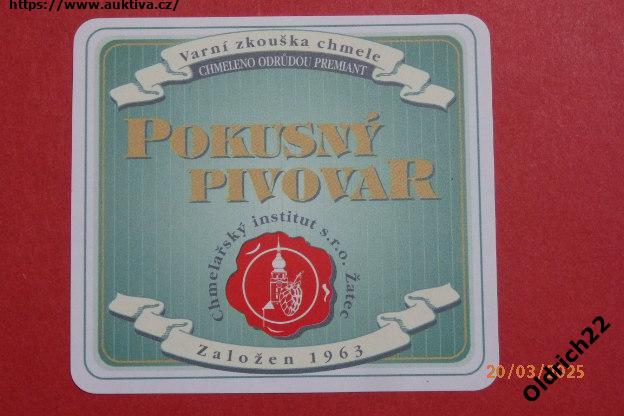 https://www.auktiva.cz/
Varní zkouška chmele
CHMELENO ODRŮDOU PREMIANT
POKUSNÝ
PIVOVAR
Chmelařský institut s.r.o. Žatec
Založen 1963
20/03/2025
Oldrich22